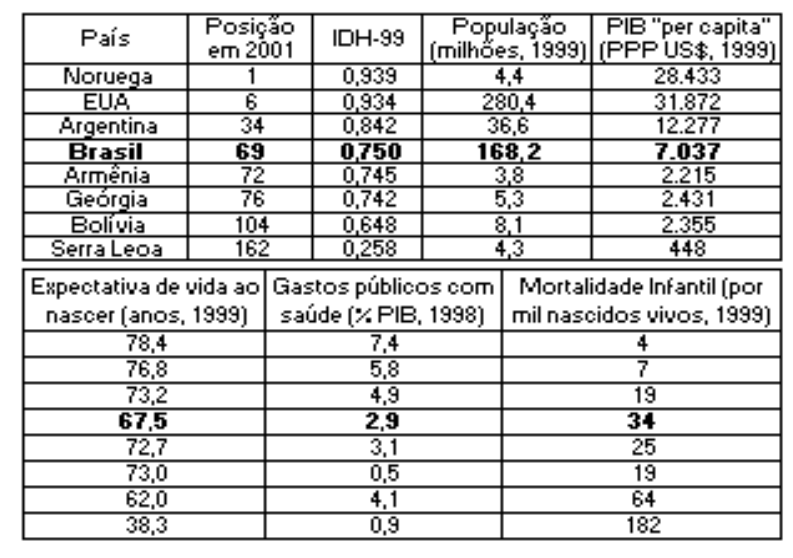 País Posição em 2001 IDH-99 População (milhões, 1999) PIB "per capita" (PPP US$, 1999)
Noruega 1 0,939 4,4 28.433
EUA 6 0,934 280,4 31.872
Argentina 34 0,842 36,6 12.277
Brasil 69 0,750 168,2 7.037
Armênia 72 0,745 3,8 2.215
Geórgia 76 0,742 5,3 2.431
Bolívia 104 0,648 8,1 2.355
Serra Leoa 162 0,258 4,3 448
Expectativa de vida ao nascer (anos, 1999) Gastos públicos com saúde (% PIB, 1998) Mortalidade Infantil (por mil nascidos vivos, 1999)
78,4 7,4 4
76,8 5,8 7
73,2 4,9 19
67,5 2,9 34
72,7 3,1 25
73,0 0,5 19
62,0 4,1 64
38,3 0,9 182